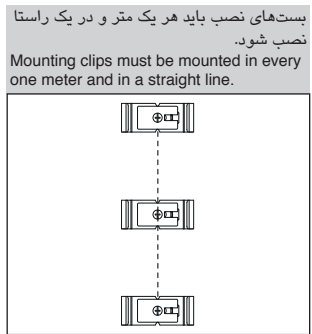 بست‌های نصب باید هر یک متر و در یک راستا
نصب شود.
Mounting clips must be mounted in every
one meter and in a straight line.